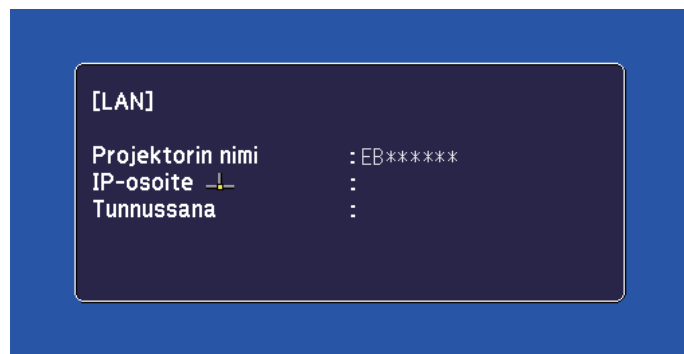 [LAN]
Projektorin nimi : EB******
IP-osoite :
Tunnussana :